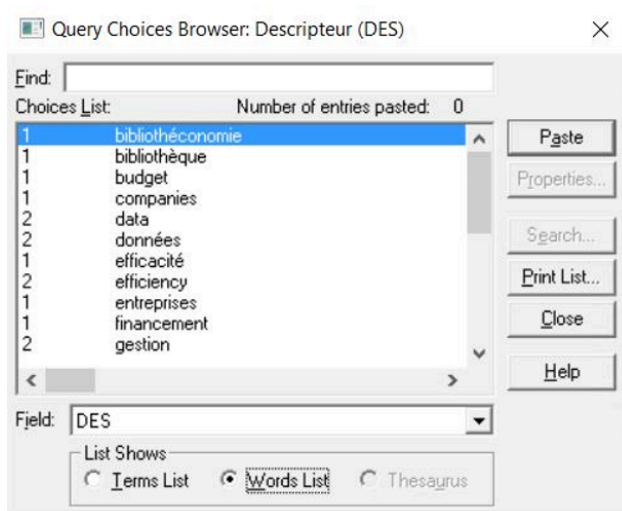 Query Choices Browser: Descripteur (DES)
Find:
Choices List: Number of entries pasted: 0
1 bibliothéconomie
1 bibliothèque
1 budget
1 companies
2 data
2 données
1 efficacité
2 efficiency
1 entreprises
1 financement
2 gestion
Paste
Properties...
Search...
Print List...
Close
Help
Field: DES
List Shows
Terms List Words List Thesaurus